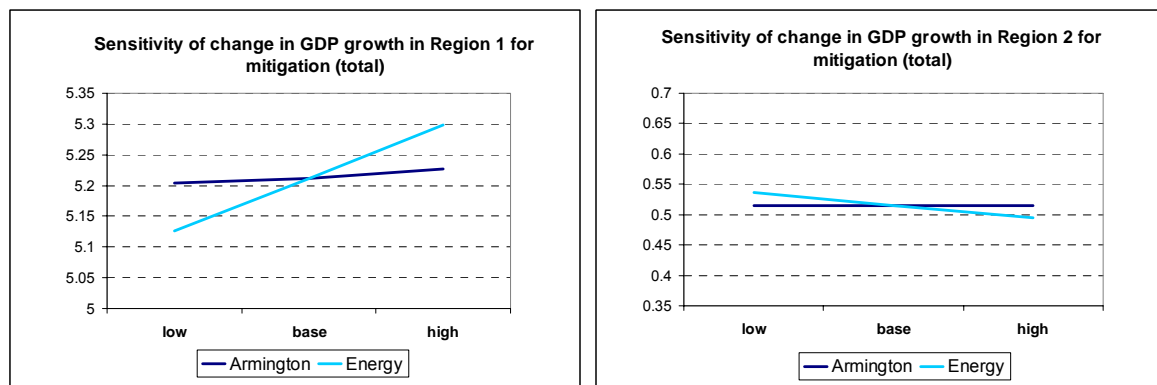 Sensitivity of change in GDP growth in Region 1 for
mitigation (total)
5.35
5.3
5.25
5.2
5.15
5.1
5.05
5
low base high
Armington Energy
Sensitivity of change in GDP growth in Region 2 for
mitigation (total)
0.7
0.65
0.6
0.55
0.5
0.45
0.4
0.35
low base high
Armington Energy